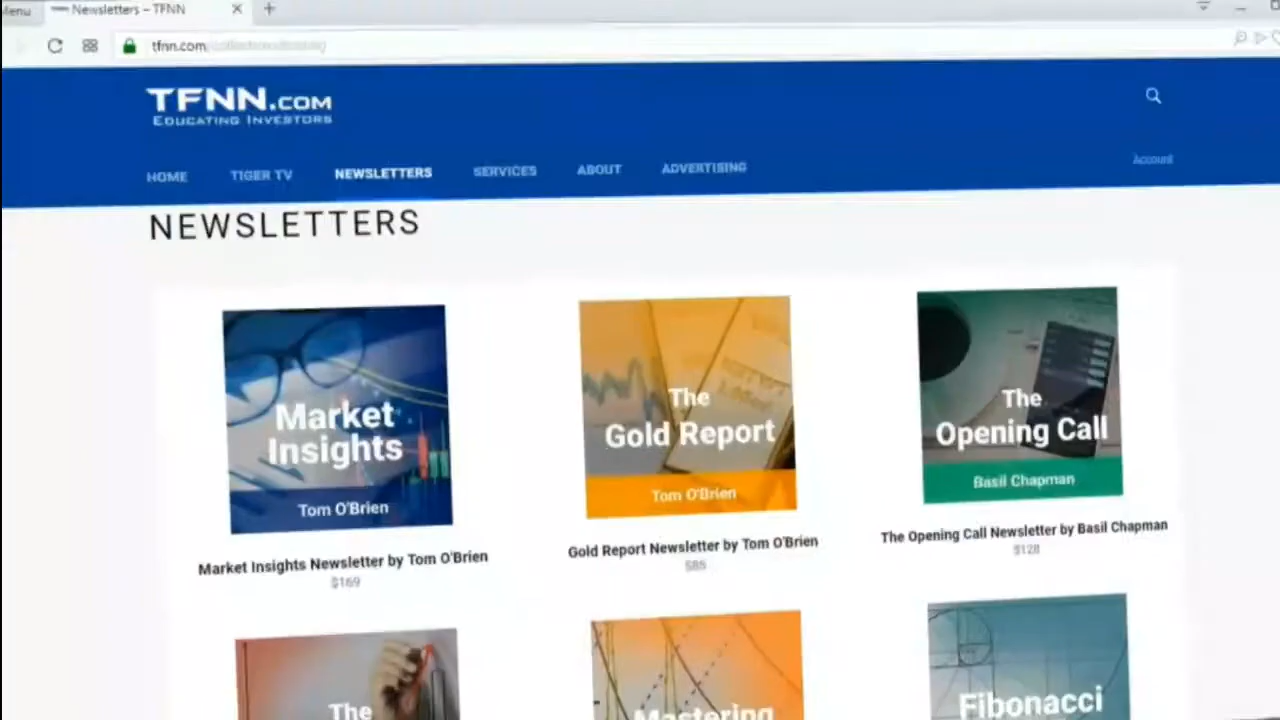 Menu
Newsletters – TFNN
tfnn.com
TFNN.COM
EDUCATING INVESTORS
Account
HOME TIGER TV NEWSLETTERS SERVICES ABOUT ADVERTISING
NEWSLETTERS
Market
Insights
Tom O'Brien
Market Insights Newsletter by Tom O'Brien
$169
The
Gold Report
Tom O'Brien
Gold Report Newsletter by Tom O'Brien
The
Opening Call
Basil Chapman
The Opening Call Newsletter by Basil Chapman
$128
The
Mastering
Fibonacci